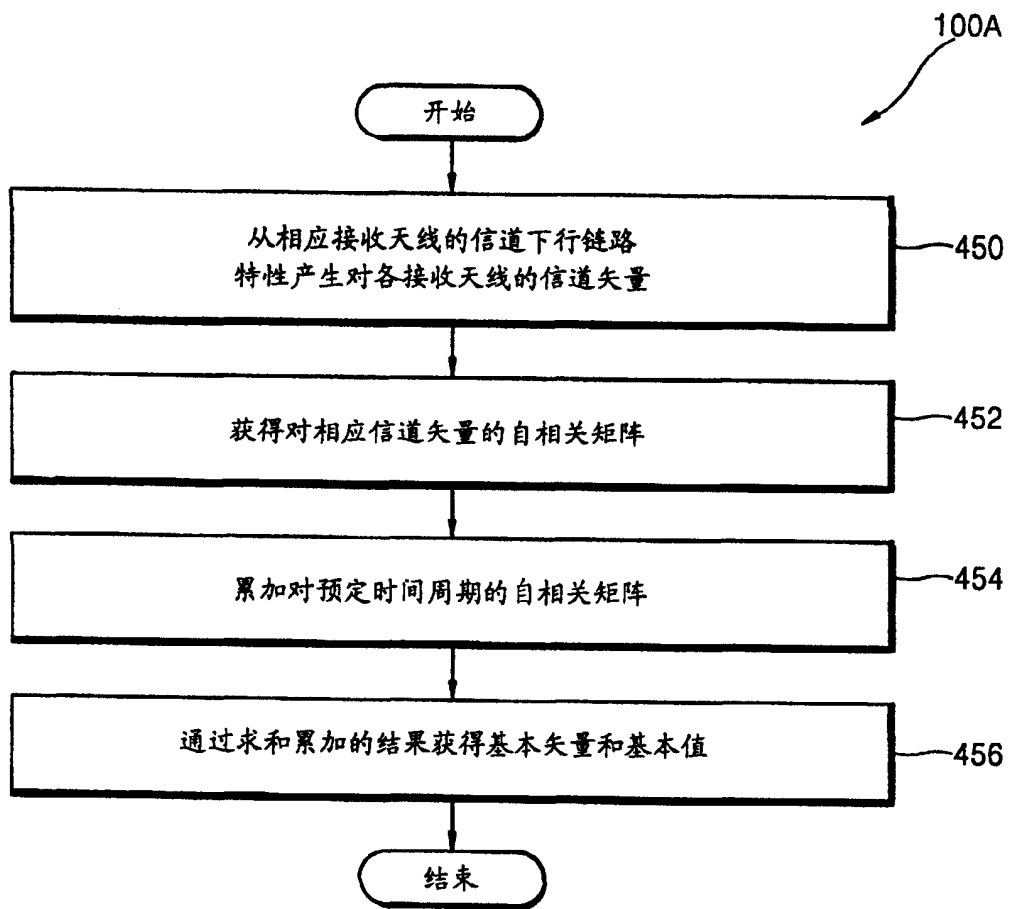 100A
开始
从相应接收天线的信道下行链路
特性产生对各接收天线的信道矢量
450
获得对相应信道矢量的自相关矩阵
452
累加对预定时间周期的自相关矩阵
454
通过求和累加的结果获得基本矢量和基本值
456
结束